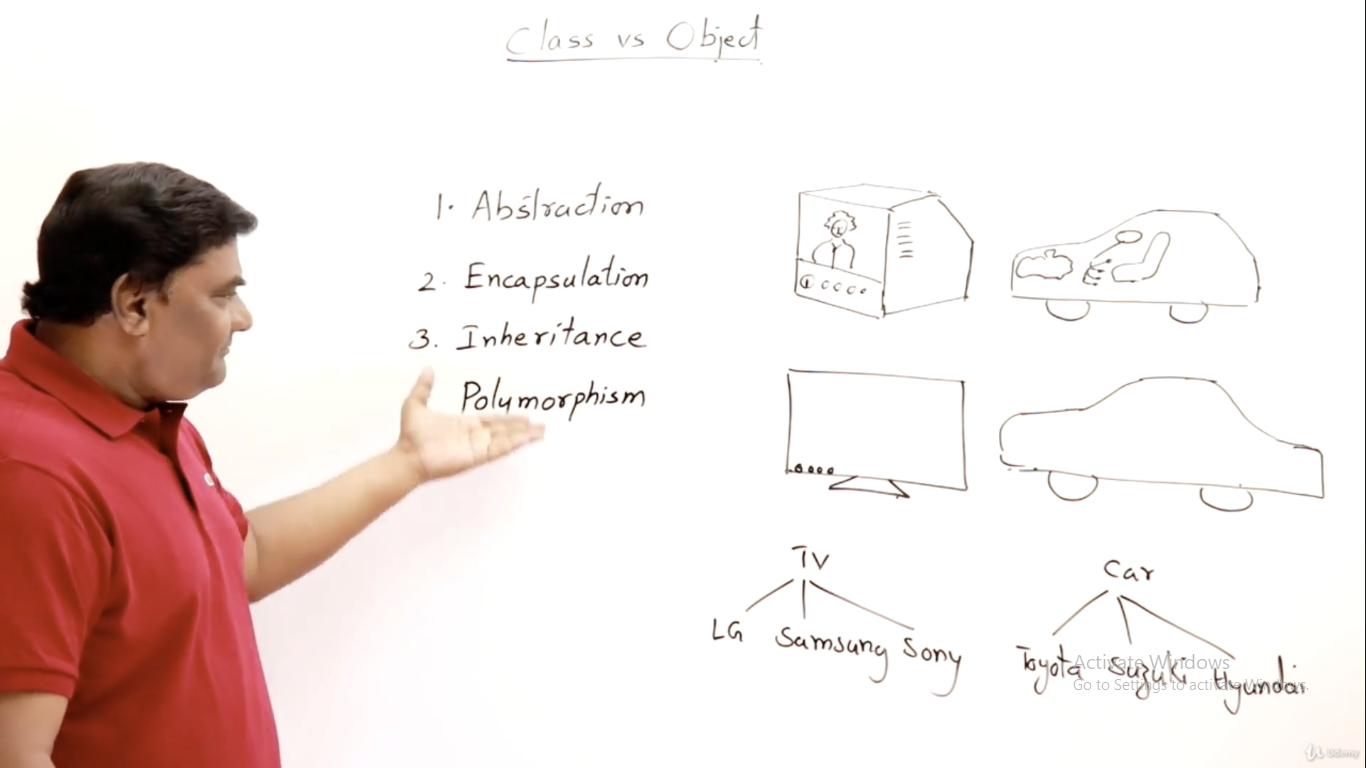 Class vs Object
1. Abstraction
2. Encapsulation
3. Inheritance
Polymorphism
TV
LG Samsung Sony
Car
Toyota Suzuki Hyundai
Activate Windows
Go to Settings to activate Windows.
Udemy